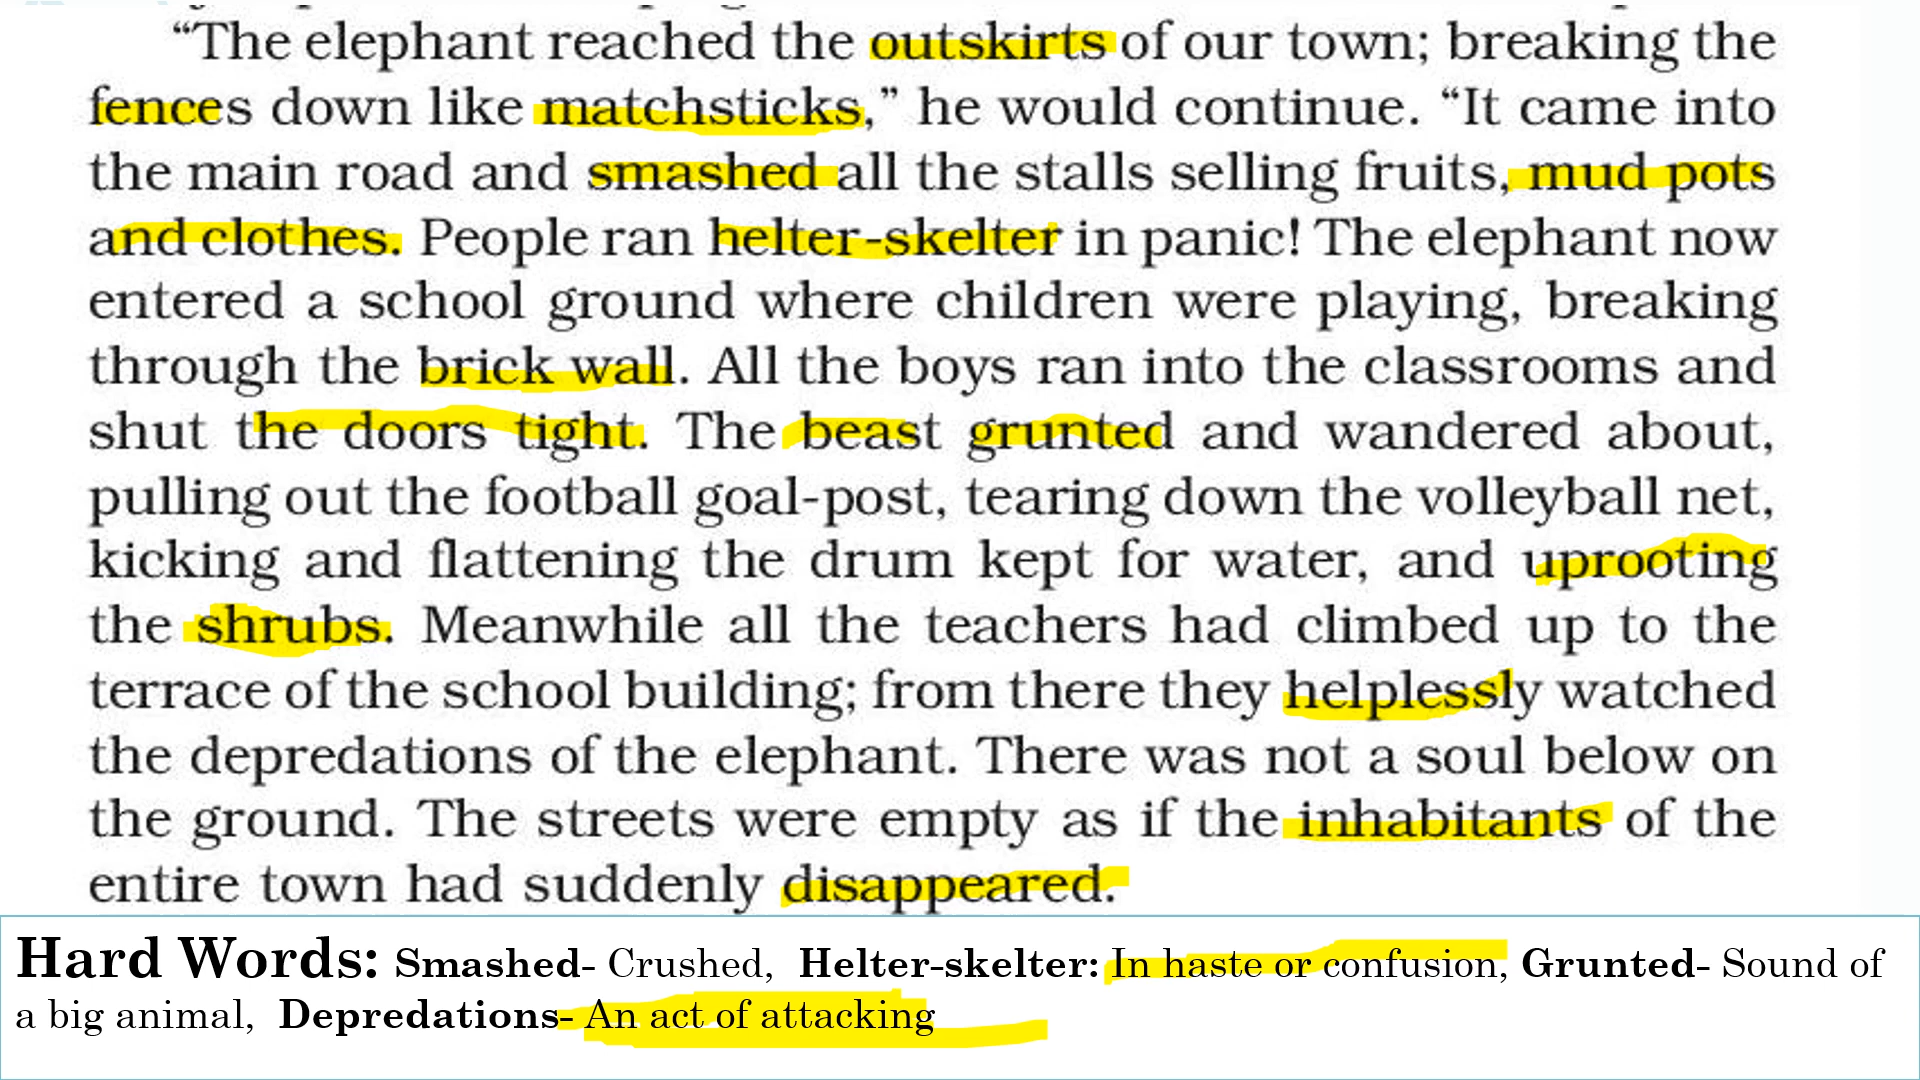 “The elephant reached the outskirts of our town; breaking the
fences down like matchsticks,” he would continue. “It came into
the main road and smashed all the stalls selling fruits, mud pots
and clothes. People ran helter-skelter in panic! The elephant now
entered a school ground where children were playing, breaking
through the brick wall. All the boys ran into the classrooms and
shut the doors tight. The beast grunted and wandered about,
pulling out the football goal-post, tearing down the volleyball net,
kicking and flattening the drum kept for water, and uprooting
the shrubs. Meanwhile all the teachers had climbed up to the
terrace of the school building; from there they helplessly watched
the depredations of the elephant. There was not a soul below on
the ground. The streets were empty as if the inhabitants of the
entire town had suddenly disappeared.
Hard Words: Smashed- Crushed, Helter-skelter: In haste or confusion, Grunted- Sound of
a big animal, Depredations- An act of attacking